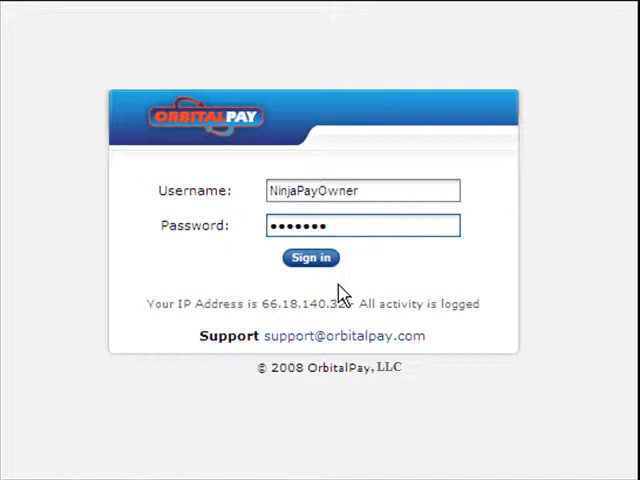 ORBITALPAY
Username: NinjaPayOwner
Password: •••••••
Sign in
Your IP Address is 66.18.140.32 - All activity is logged
Support support@orbitalpay.com
© 2008 OrbitalPay, LLC